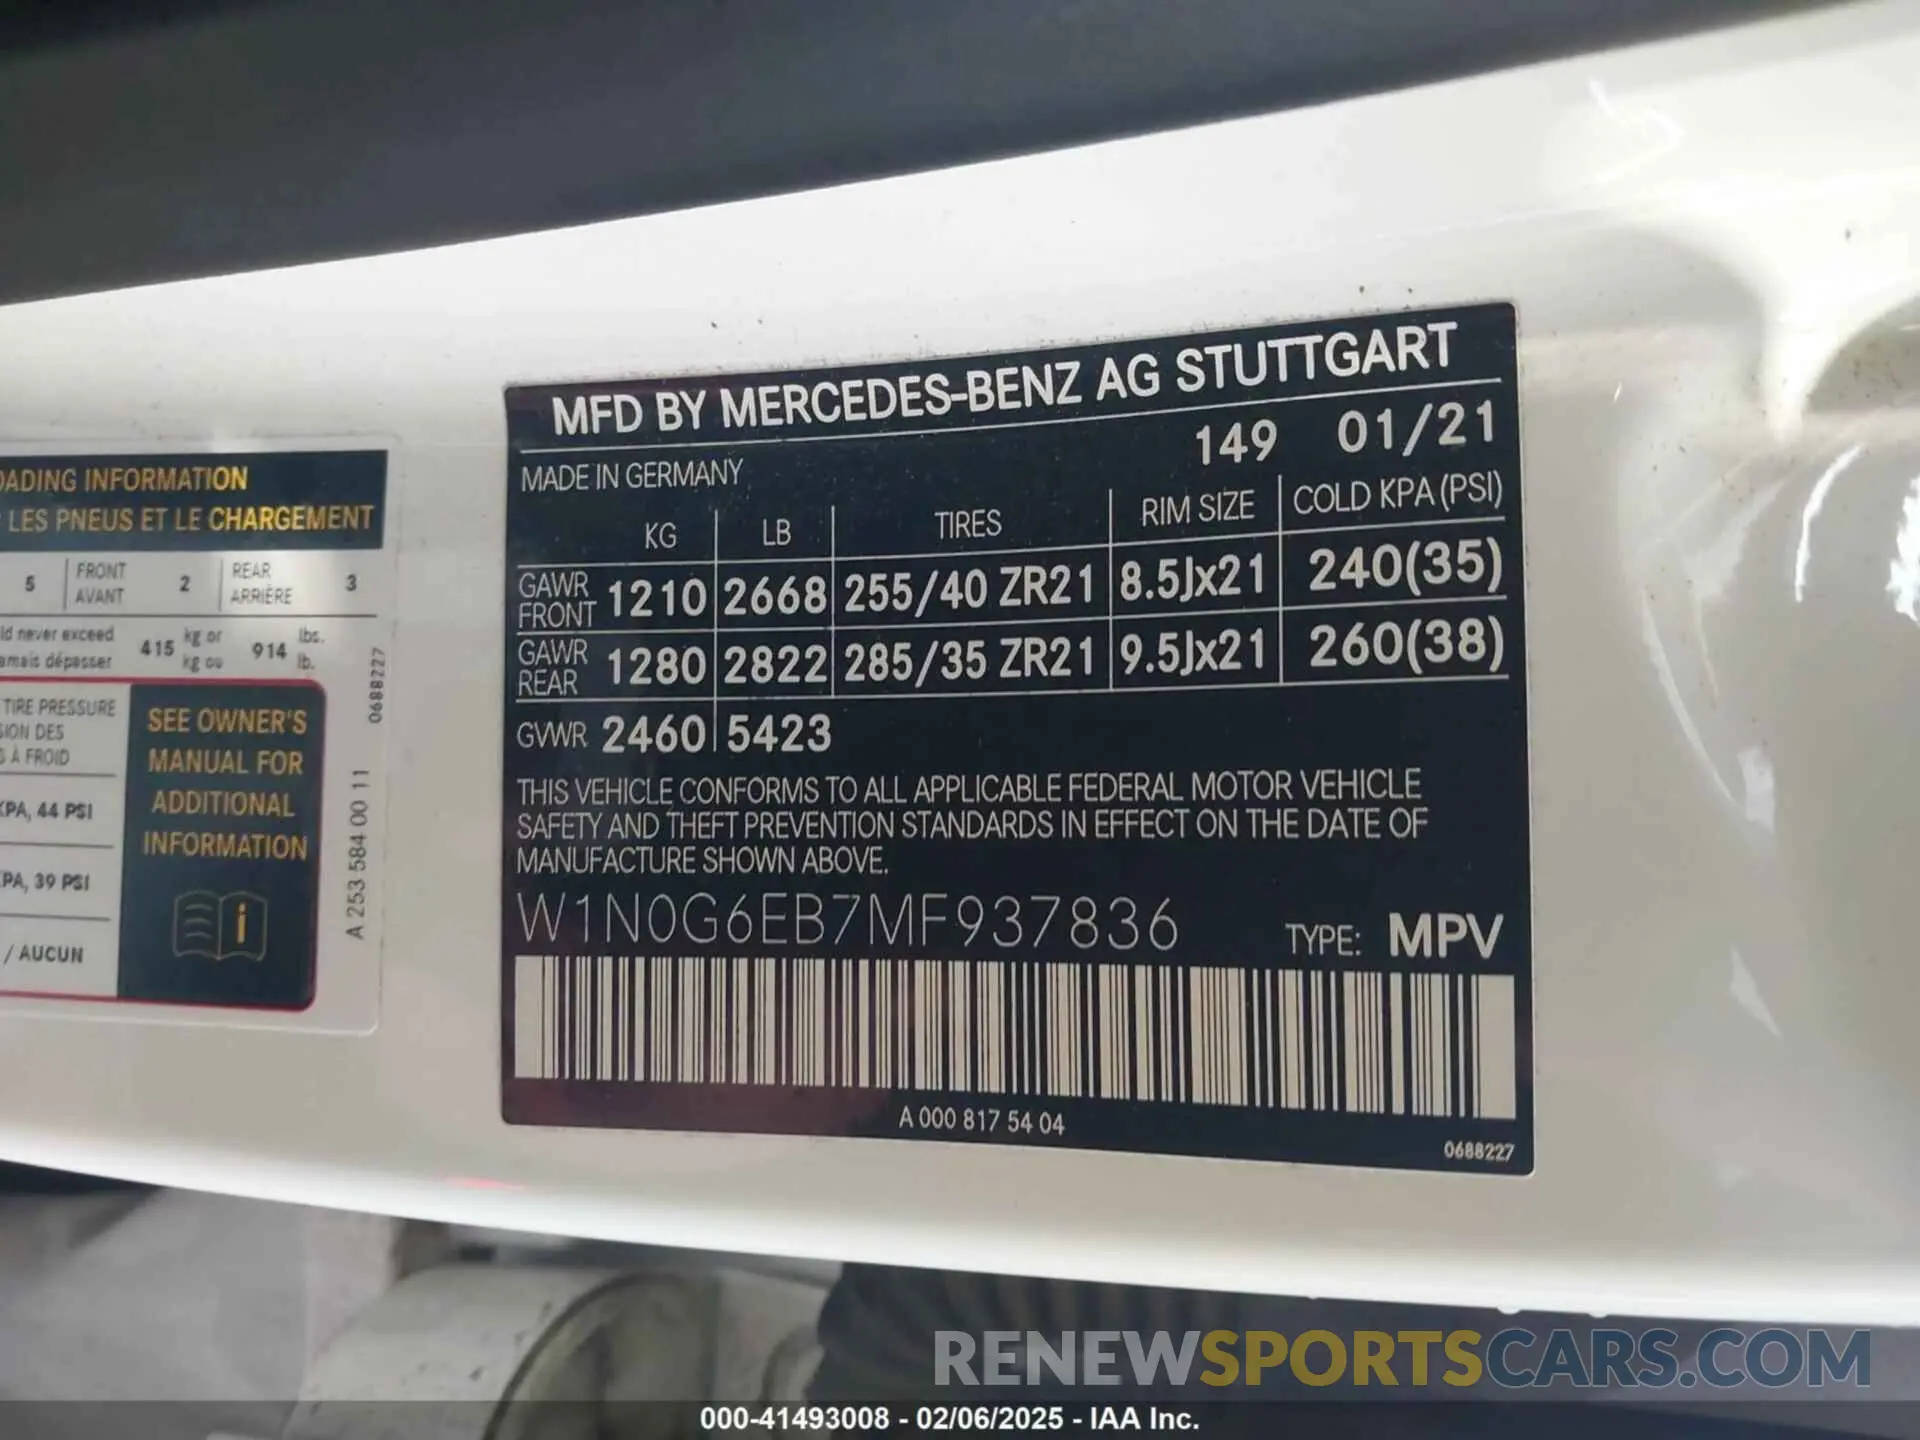 OADING INFORMATION
LES PNEUS ET LE CHARGEMENT
5 FRONT AVANT 2 REAR ARRIÈRE 3
ld never exceed 415 kg or 914 lbs.
amais dépasser kg ou lb.
TIRE PRESSURE
SION DES
S À FROID
KPA, 44 PSI
KPA, 39 PSI
/ AUCUN
SEE OWNER'S
MANUAL FOR
ADDITIONAL
INFORMATION
i
0688227
A 253 584 00 11
MFD BY MERCEDES-BENZ AG STUTTGART
149 01/21
MADE IN GERMANY
KG LB TIRES RIM SIZE COLD KPA (PSI)
GAWR FRONT 1210 2668 255/40 ZR21 8.5Jx21 240(35)
GAWR REAR 1280 2822 285/35 ZR21 9.5Jx21 260(38)
GVWR 2460 5423
THIS VEHICLE CONFORMS TO ALL APPLICABLE FEDERAL MOTOR VEHICLE
SAFETY AND THEFT PREVENTION STANDARDS IN EFFECT ON THE DATE OF
MANUFACTURE SHOWN ABOVE.
W1N0G6EB7MF937836 TYPE: MPV
A 000 817 54 04
0688227
RENEWSPORTSCARS.COM
000-41493008 - 02/06/2025 - IAA Inc.